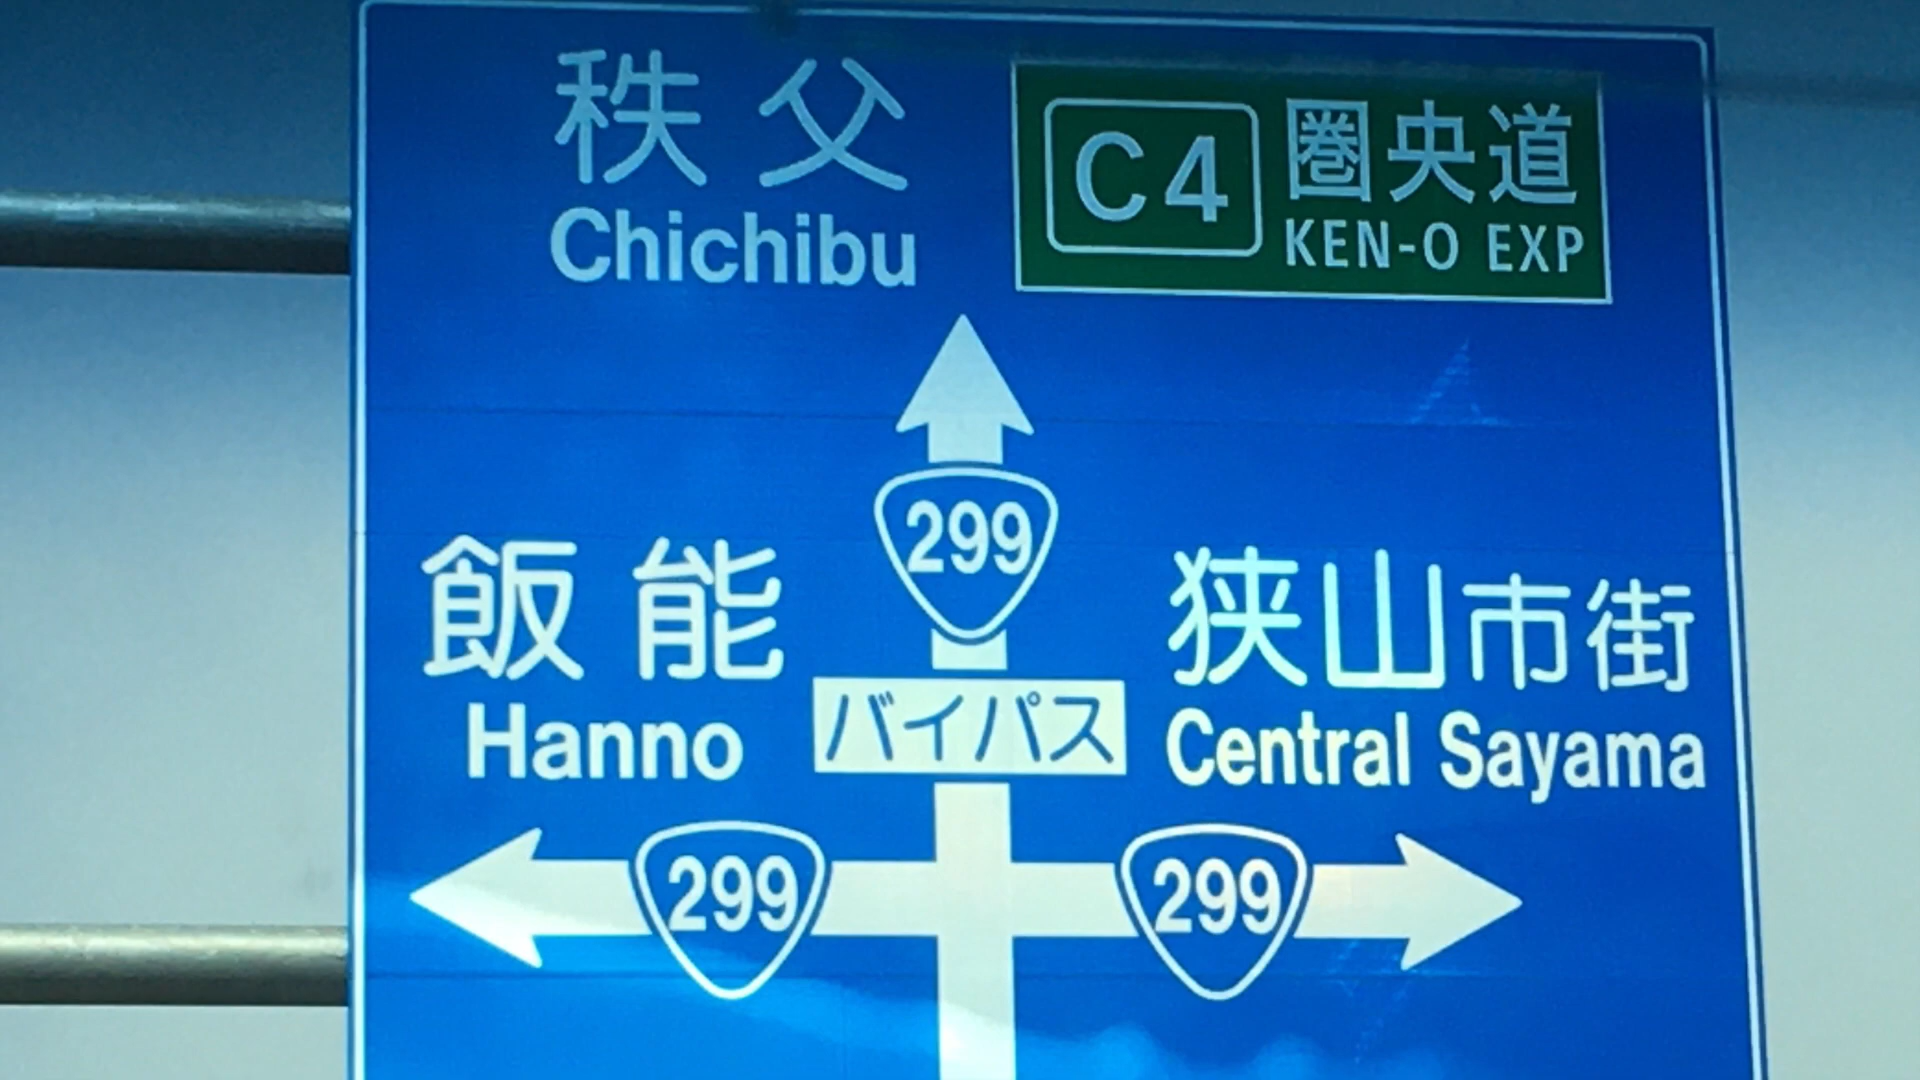 秩父
Chichibu
C4 圏央道
KEN-O EXP
299
飯能
Hanno
バイパス
狭山市街
Central Sayama
299
299